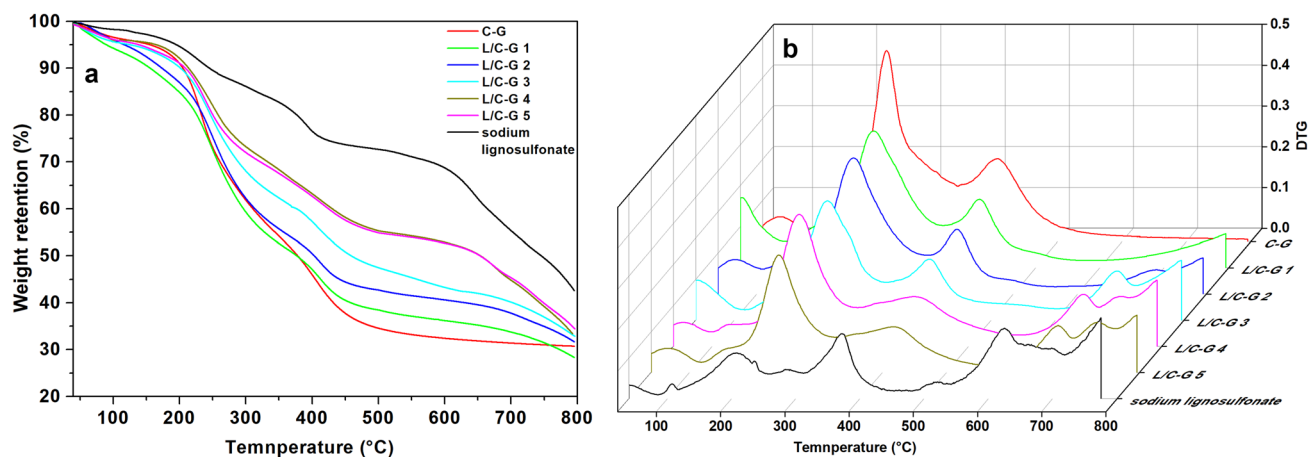 a
100
90
80
70
60
50
40
30
20
Weight retention (%)
100
200
300
400
500
600
700
800
Temnperature (°C)
C-G
L/C-G 1
L/C-G 2
L/C-G 3
L/C-G 4
L/C-G 5
sodium
lignosulfonate
b
0.5
0.4
0.3
0.2
0.1
0.0
DTG
C-G
L/C-G 1
L/C-G 2
L/C-G 3
L/C-G 4
L/C-G 5
sodium lignosulfonate
100
200
300
400
500
600
700
800
Temnperature (°C)